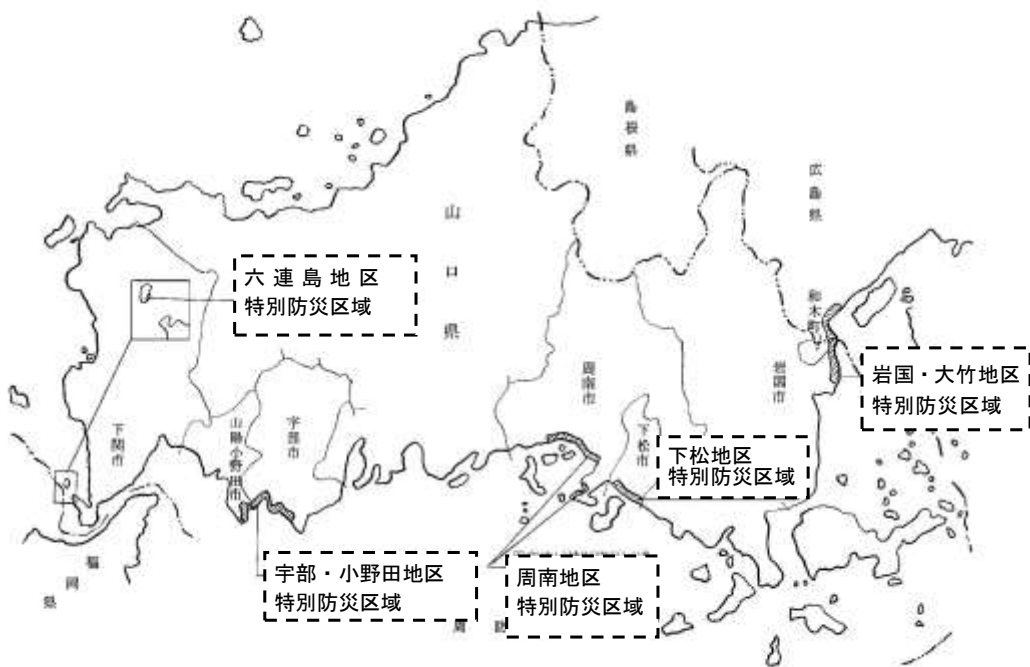 島根県
広島県
山口県
六連島地区
特別防災区域
和木町
岩国・大竹地区
特別防災区域
周南市
岩国市
下関市
山陽小野田市
宇部市
下松市
下松地区
特別防災区域
宇部・小野田地区
特別防災区域
周南地区
特別防災区域
福岡県
周